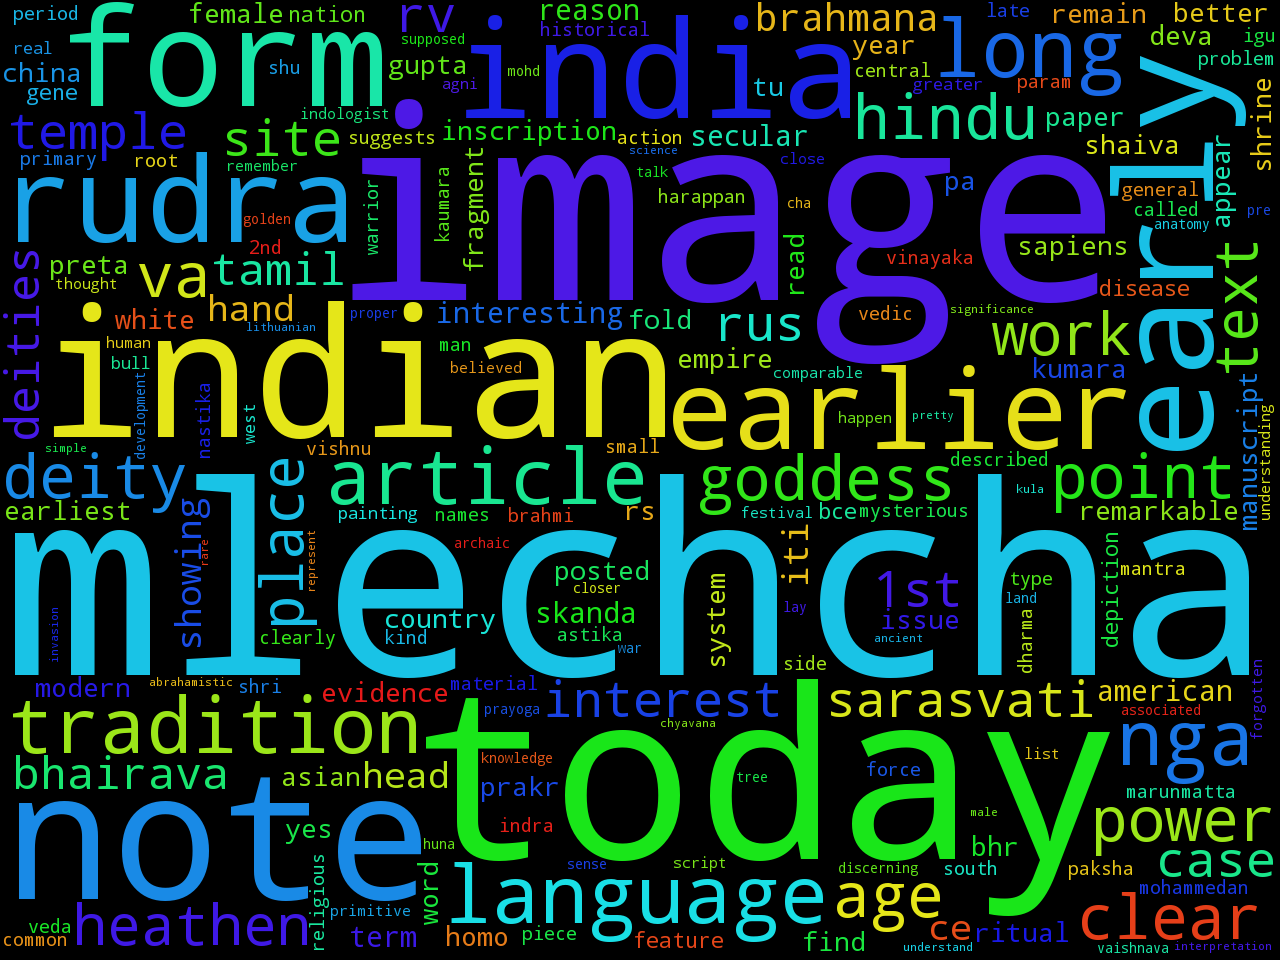 period female nation rv reason brahmana late remain better
real form supposed historical india year long deva igu
china shu gupta mohd central problem
gene indologist agni tu greater param early
temple site suggests inscription action secular hindu paper shrine
primary root remember science close shaiva
rudra warrior kaumara fragment image talk harappan cha pa general appear
golden called pre
2nd read vinayaka sapiens anatomy
deities preta va tamil disease text
thought
white hand interesting fold rus vedic significance work
human lithuanian proper man empire comparable kumara
bull indian believed earlier happen pretty
development nastika west
simple vishnu small described manuscript understanding
deity article goddess point
earliest place painting names brahmi rs festival bce mysterious kula remarkable
showing rare represent archaic iti
mlechcha posted closer 1st type mantra
invasion country skanda system lay land depiction
clearly kind astika war issue ancient dharma
side
modern abrahamistic shri evidence material interest sarasvati american
tradition prayoga chyavana associated forgotten
bhairava asian head knowledge today list nga
note prakr tree force marunmatta
yes indra male power
huna bhr case
religious word sense script discerning south paksha
veda heathen primitive language age mohammedan
common term homo piece feature find ce ritual clear
understand vaishnava interpretation